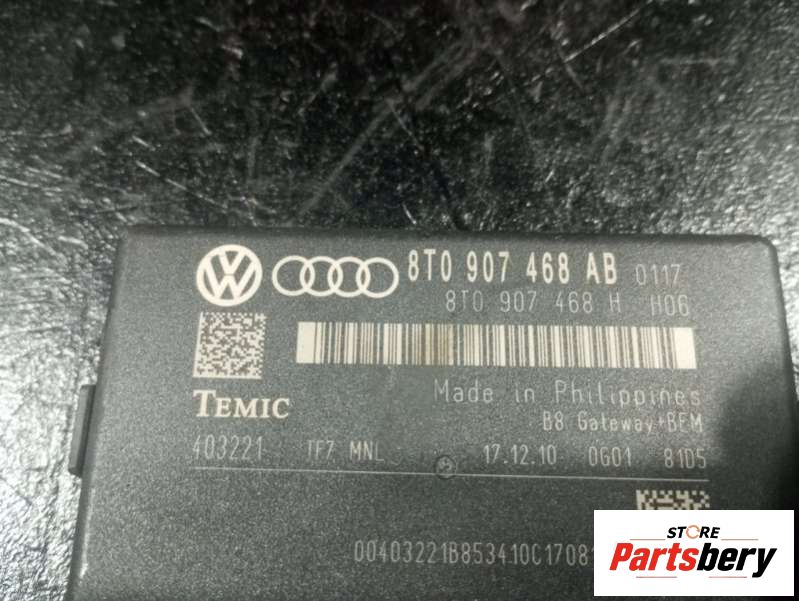 8T0 907 468 AB 0117
8T0 907 468 H H06
TEMIC
Made in Philippines
B8 Gateway+BEM
403221 TF7 MNL 17.12.10 0G01 81D5
00403221B853410C1708
STORE
Partsbery